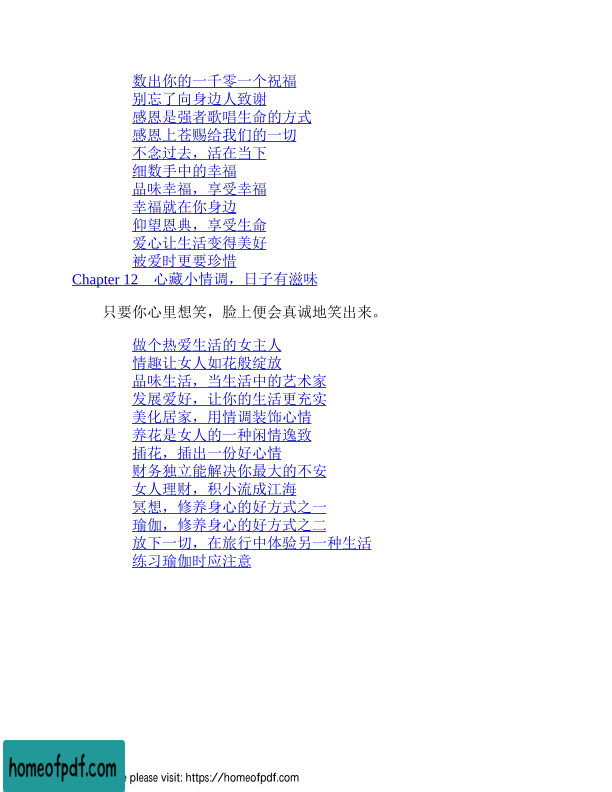 数出你的一千零一个祝福
别忘了向身边人致谢
感恩是强者歌唱生命的方式
感恩上苍赐给我们的一切
不念过去，活在当下
细数手中的幸福
品味幸福，享受幸福
幸福就在你身边
仰望恩典，享受生命
爱心让生活变得美好
被爱时更要珍惜
Chapter 12　心藏小情调，日子有滋味
只要你心里想笑，脸上便会真诚地笑出来。
做个热爱生活的女主人
情趣让女人如花般绽放
品味生活，当生活中的艺术家
发展爱好，让你的生活更充实
美化居家，用情调装饰心情
养花是女人的一种闲情逸致
插花，插出一份好心情
财务独立能解决你最大的不安
女人理财，积小流成江海
冥想，修养身心的好方式之一
瑜伽，修养身心的好方式之二
放下一切，在旅行中体验另一种生活
练习瑜伽时应注意
homeofpdf.com
please visit: https://homeofpdf.com